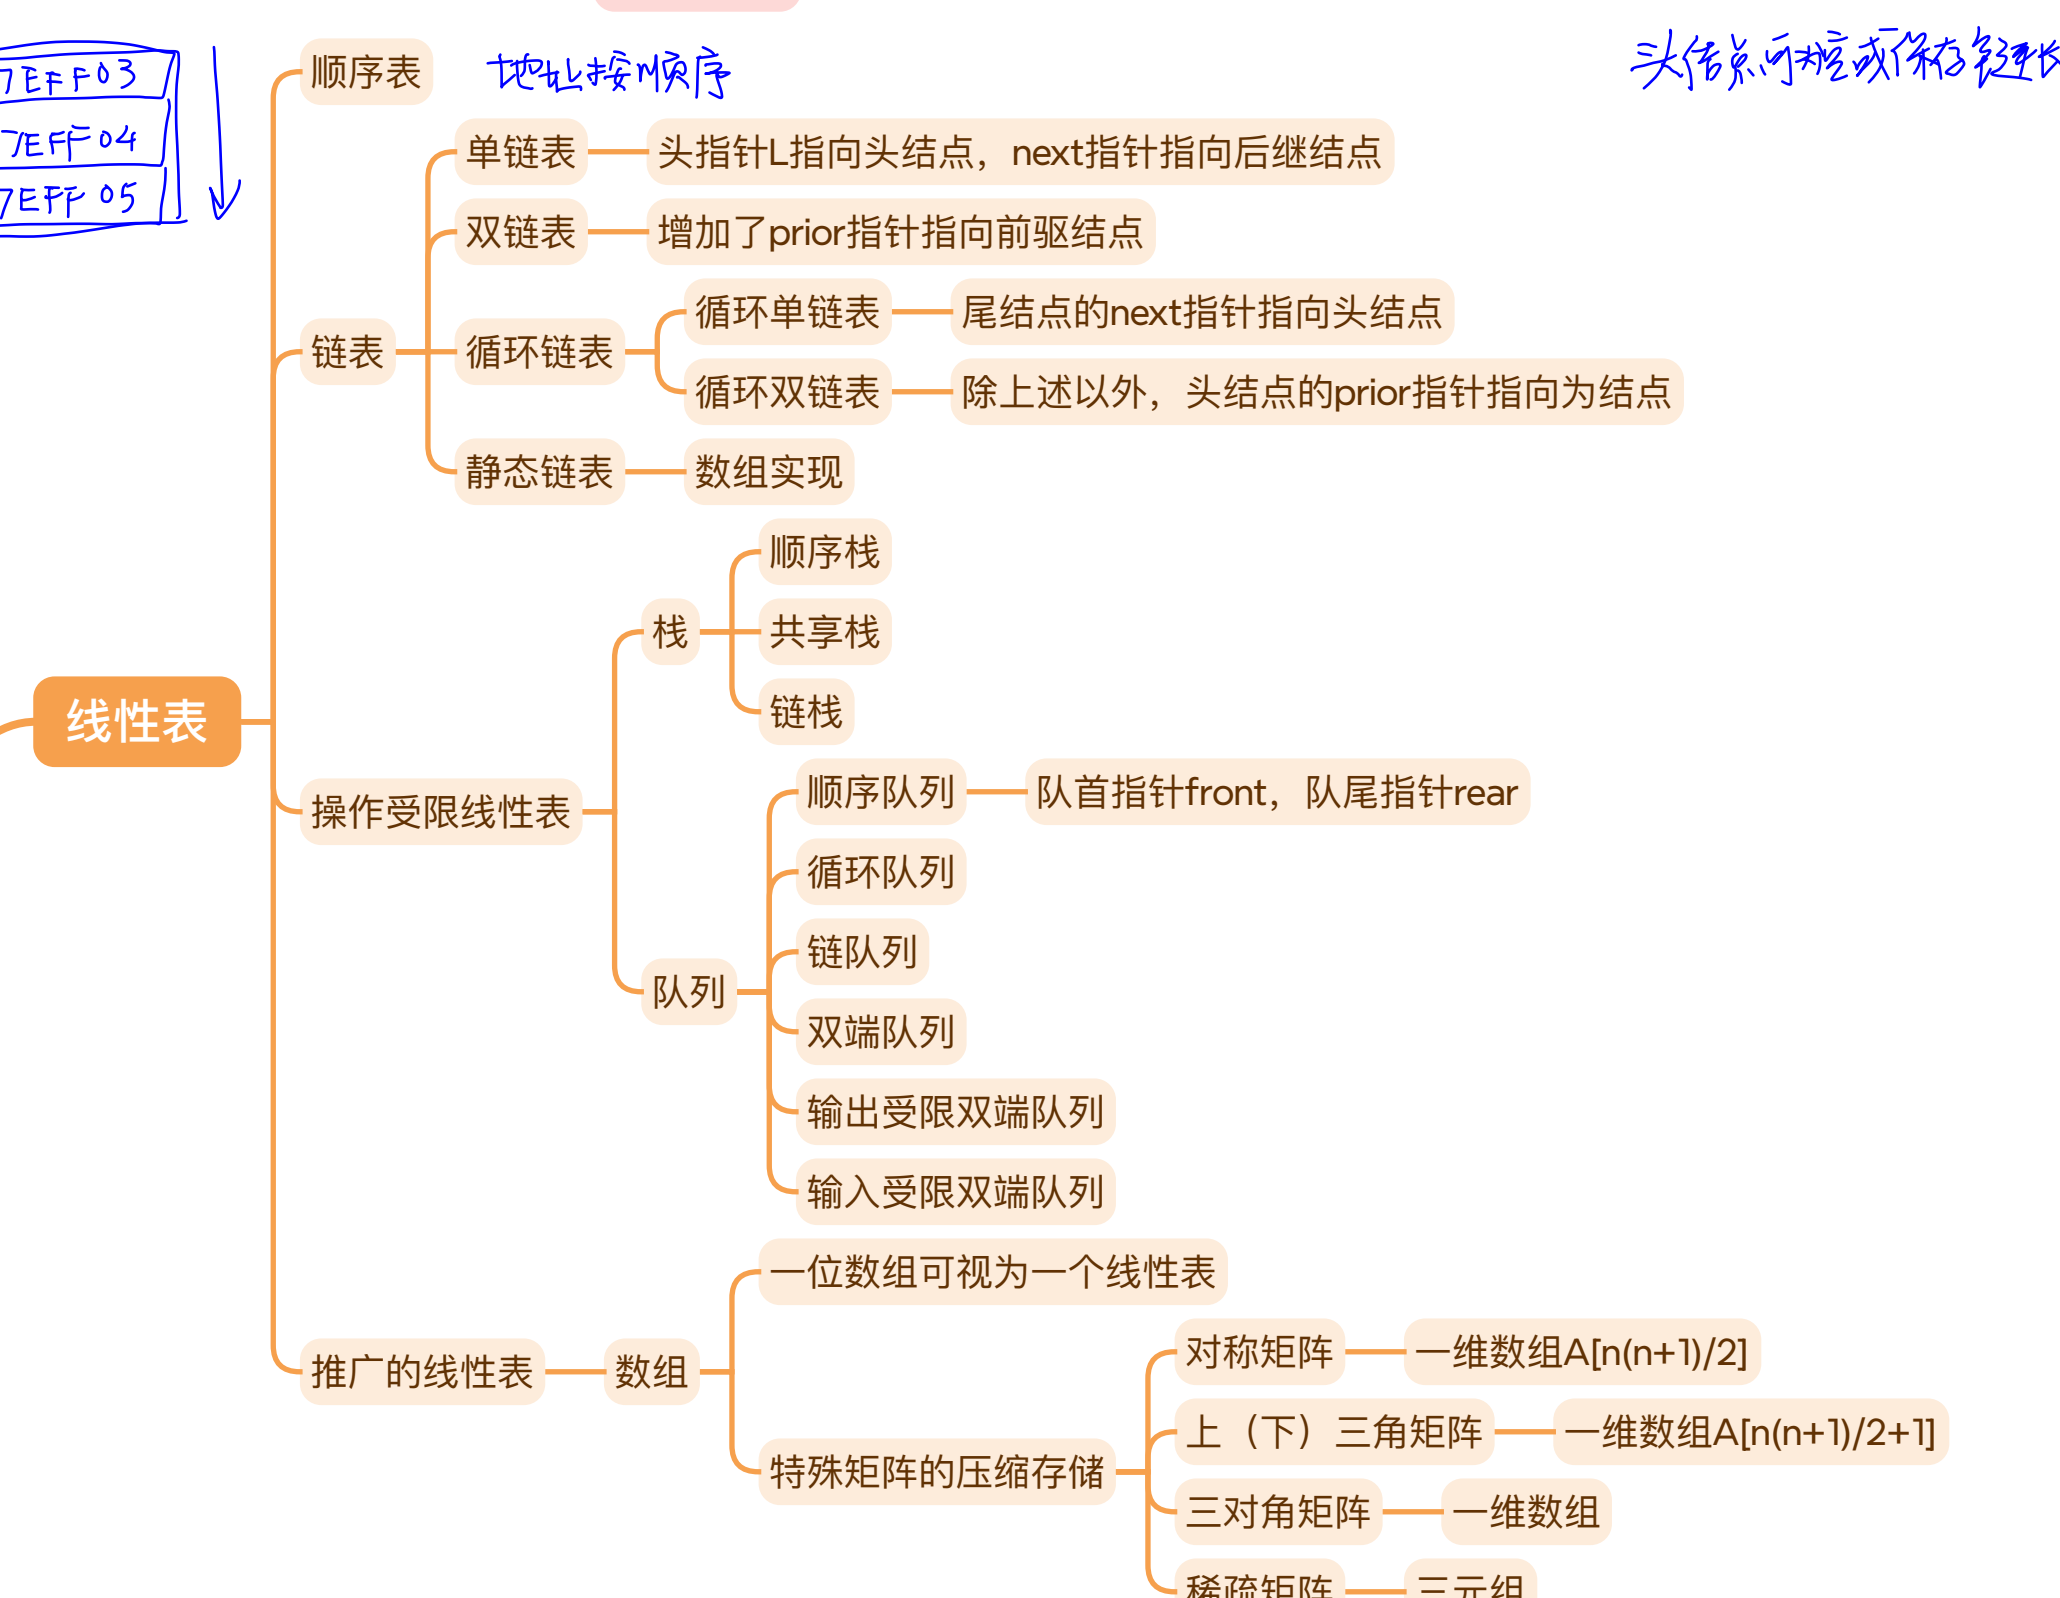 7EFF03
7EFF04
7EFF05
顺序表
地址按顺序
头结点可为空或保存链长
链表
单链表
头指针L指向头结点，next指针指向后继结点
双链表
增加了prior指针指向前驱结点
循环链表
循环单链表
尾结点的next指针指向头结点
循环双链表
除上述以外，头结点的prior指针指向为结点
静态链表
数组实现
线性表
操作受限线性表
栈
顺序栈
共享栈
链栈
队列
顺序队列
队首指针front，队尾指针rear
循环队列
链队列
双端队列
输出受限双端队列
输入受限双端队列
推广的线性表
数组
一位数组可视为一个线性表
特殊矩阵的压缩存储
对称矩阵
一维数组A[n(n+1)/2]
上（下）三角矩阵
一维数组A[n(n+1)/2+1]
三对角矩阵
一维数组
稀疏矩阵
三元组